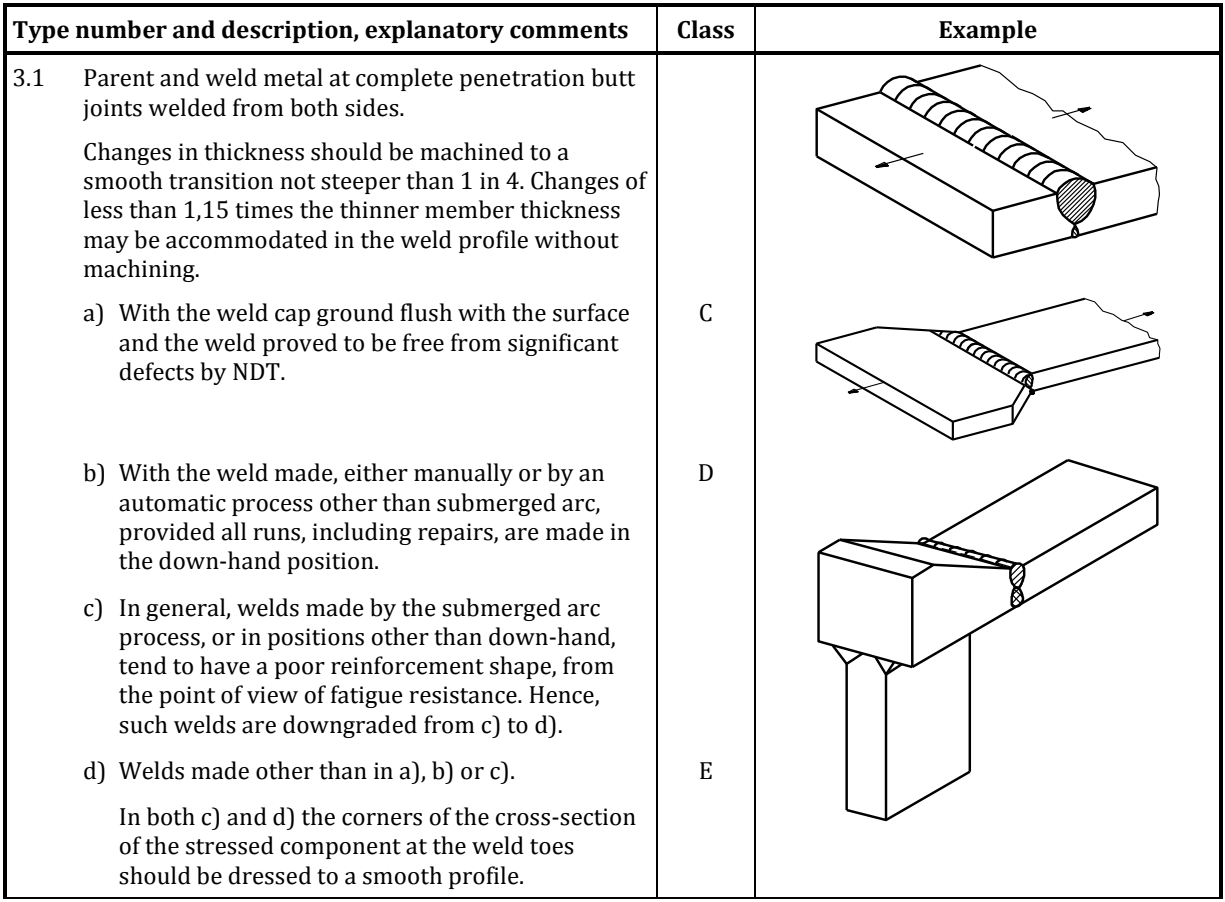 Type number and description, explanatory comments Class Example
3.1 Parent and weld metal at complete penetration butt
joints welded from both sides.
Changes in thickness should be machined to a
smooth transition not steeper than 1 in 4. Changes of
less than 1,15 times the thinner member thickness
may be accommodated in the weld profile without
machining.
a) With the weld cap ground flush with the surface C
and the weld proved to be free from significant
defects by NDT.
b) With the weld made, either manually or by an D
automatic process other than submerged arc,
provided all runs, including repairs, are made in
the down-hand position.
c) In general, welds made by the submerged arc
process, or in positions other than down-hand,
tend to have a poor reinforcement shape, from
the point of view of fatigue resistance. Hence,
such welds are downgraded from c) to d).
d) Welds made other than in a), b) or c). E
In both c) and d) the corners of the cross-section
of the stressed component at the weld toes
should be dressed to a smooth profile.